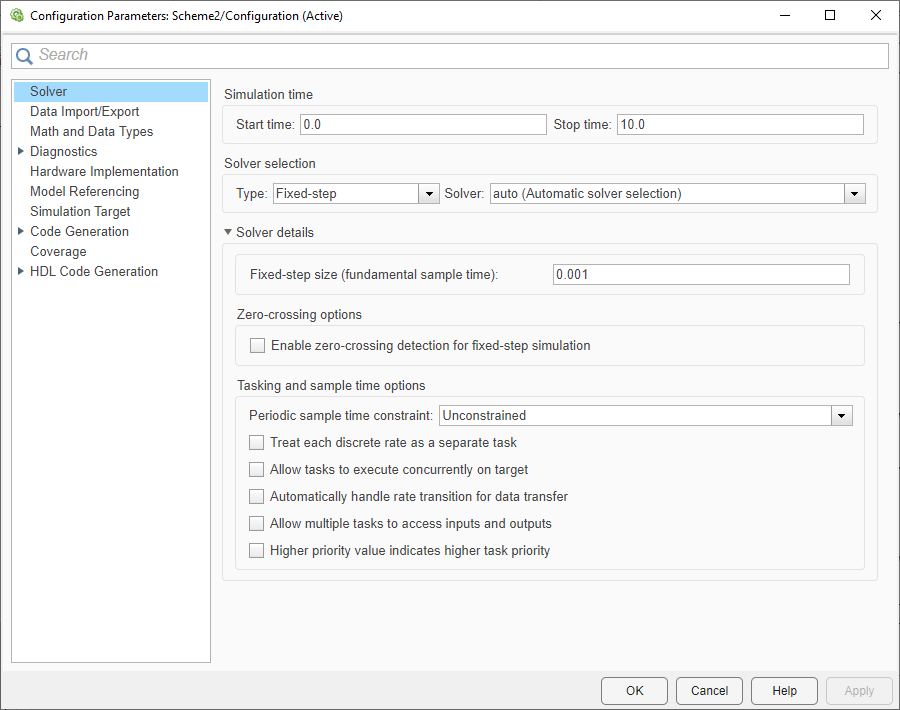 Configuration Parameters: Scheme2/Configuration (Active)
Search
Solver
Data Import/Export
Math and Data Types
Diagnostics
Hardware Implementation
Model Referencing
Simulation Target
Code Generation
Coverage
HDL Code Generation
Simulation time
Start time: 0.0 Stop time: 10.0
Solver selection
Type: Fixed-step Solver: auto (Automatic solver selection)
Solver details
Fixed-step size (fundamental sample time): 0.001
Zero-crossing options
Enable zero-crossing detection for fixed-step simulation
Tasking and sample time options
Periodic sample time constraint: Unconstrained
Treat each discrete rate as a separate task
Allow tasks to execute concurrently on target
Automatically handle rate transition for data transfer
Allow multiple tasks to access inputs and outputs
Higher priority value indicates higher task priority
OK Cancel Help Apply